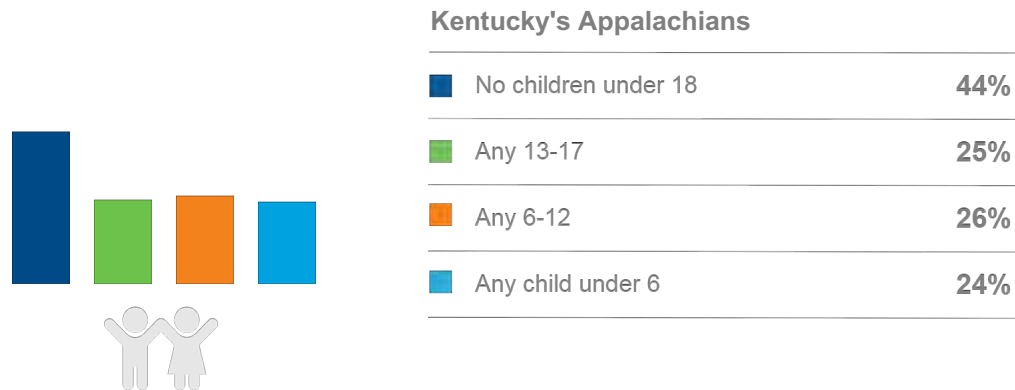 Kentucky's Appalachians
No children under 18 44%
Any 13-17 25%
Any 6-12 26%
Any child under 6 24%